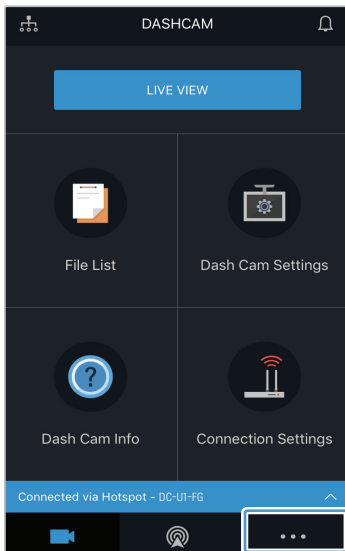 DASHCAM
LIVE VIEW
File List
Dash Cam Settings
?
Dash Cam Info
Connection Settings
Connected via Hotspot - DC-U1-FG